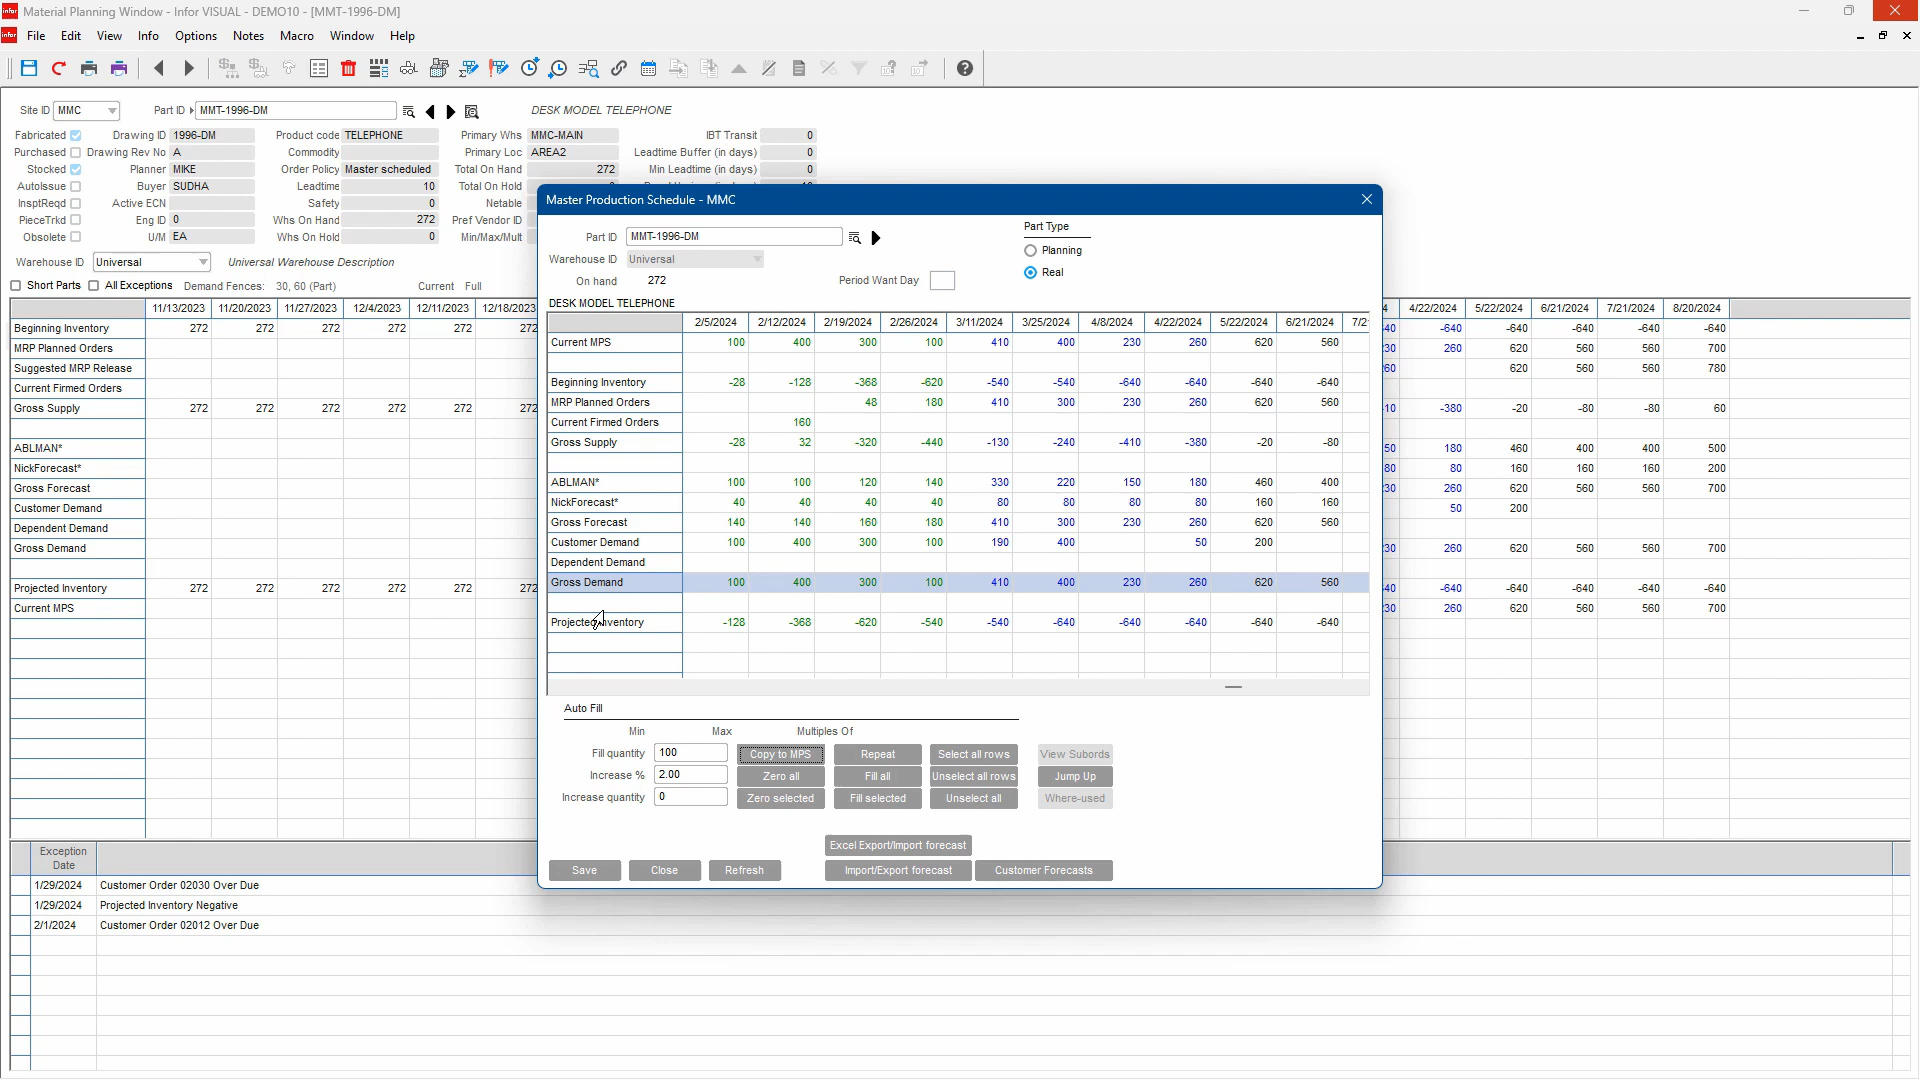 Material Planning Window - Infor VISUAL - DEMO10 - [MMT-1996-DM]
File Edit View Info Options Notes Macro Window Help
Site ID MMC Part ID MMT-1996-DM DESK MODEL TELEPHONE
Fabricated Drawing ID 1996-DM Product code TELEPHONE Primary Whs MMC-MAIN IBT Transit 0
Purchased Drawing Rev No A Commodity Primary Loc AREA2 Leadtime Buffer (in days) 0
Stocked Planner MIKE Order Policy Master scheduled Total On Hand 272 Min Leadtime (in days) 0
AutoIssue Buyer SUDHA Leadtime 10 Total On Hold
InsptReqd Active ECN Safety 0 Netable
PieceTrkd Eng ID 0 Whs On Hand 272 Pref Vendor ID
Obsolete U/M EA Whs On Hold 0 Min/Max/Mult
Warehouse ID Universal Universal Warehouse Description
Short Parts All Exceptions Demand Fences: 30, 60 (Part) Current Full
11/13/2023 11/20/2023 11/27/2023 12/4/2023 12/11/2023 12/18/2023
Beginning Inventory 272 272 272 272 272 272
MRP Planned Orders
Suggested MRP Release
Current Firmed Orders
Gross Supply 272 272 272 272 272 272
ABLMAN*
NickForecast*
Gross Forecast
Customer Demand
Dependent Demand
Gross Demand
Projected Inventory 272 272 272 272 272 272
Current MPS
Master Production Schedule - MMC
Part ID MMT-1996-DM
Warehouse ID Universal
On hand 272 Period Want Day
Part Type
Planning
Real
DESK MODEL TELEPHONE
2/5/2024 2/12/2024 2/19/2024 2/26/2024 3/11/2024 3/25/2024 4/8/2024 4/22/2024 5/22/2024 6/21/2024 7/2
Current MPS 100 400 300 100 410 400 230 260 620 560
Beginning Inventory -28 -128 -368 -620 -540 -540 -640 -640 -640 -640
MRP Planned Orders 48 180 410 300 230 260 620 560
Current Firmed Orders 160
Gross Supply -28 32 -320 -440 -130 -240 -410 -380 -20 -80
ABLMAN* 100 100 120 140 330 220 150 180 460 400
NickForecast* 40 40 40 40 80 80 80 80 160 160
Gross Forecast 140 140 160 180 410 300 230 260 620 560
Customer Demand 100 400 300 100 190 400 50 200
Dependent Demand
Gross Demand 100 400 300 100 410 400 230 260 620 560
Projected Inventory -128 -368 -620 -540 -540 -640 -640 -640 -640 -640
Auto Fill
Min Max Multiples Of
Fill quantity 100 Copy to MPS Repeat Select all rows View Subords
Increase % 2.00 Zero all Fill all Unselect all rows Jump Up
Increase quantity 0 Zero selected Fill selected Unselect all Where-used
Excel Export/Import forecast
Save Close Refresh Import/Export forecast Customer Forecasts
4 4/22/2024 5/22/2024 6/21/2024 7/21/2024 8/20/2024
40 -640 -640 -640 -640 -640
30 260 620 560 560 700
60 620 560 560 780
10 -380 -20 -80 -80 60
50 180 460 400 400 500
80 80 160 160 160 200
30 260 620 560 560 700
50 200
30 260 620 560 560 700
40 -640 -640 -640 -640 -640
30 260 620 560 560 700
Exception Date
1/29/2024 Customer Order 02030 Over Due
1/29/2024 Projected Inventory Negative
2/1/2024 Customer Order 02012 Over Due